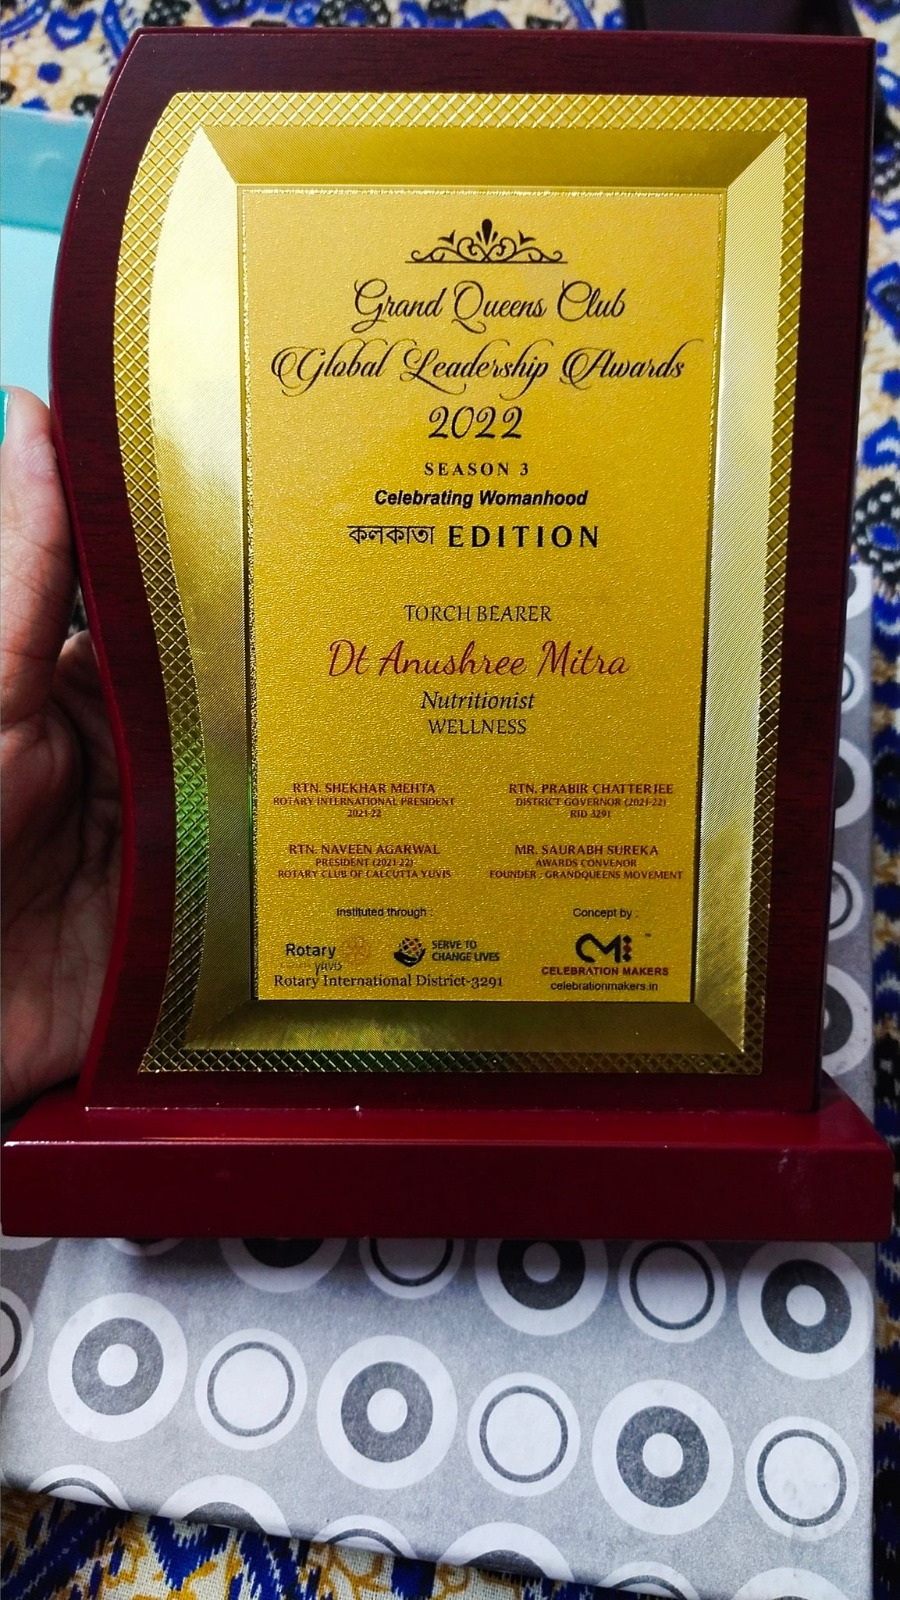 Grand Queens Club
Global Leadership Awards
2022
SEASON 3
Celebrating Womanhood
কলকাতা EDITION
TORCH BEARER
Dt Anushree Mitra
Nutritionist
WELLNESS
RTN. SHEKHAR MEHTA
ROTARY INTERNATIONAL PRESIDENT
2021-22
RTN. PRABIR CHATTERJEE
DISTRICT GOVERNOR (2021-22)
RID 3291
RTN. NAVEEN AGARWAL
PRESIDENT (2021-22)
ROTARY CLUB OF CALCUTTA YUVIS
MR. SAURABH SUREKA
AWARDS CONVENOR
FOUNDER : GRANDQUEENS MOVEMENT
Instituted through :
Rotary
YUVIS
SERVE TO
CHANGE LIVES
Rotary International District-3291
Concept by :
CM
TM
CELEBRATION MAKERS
celebrationmakers.in